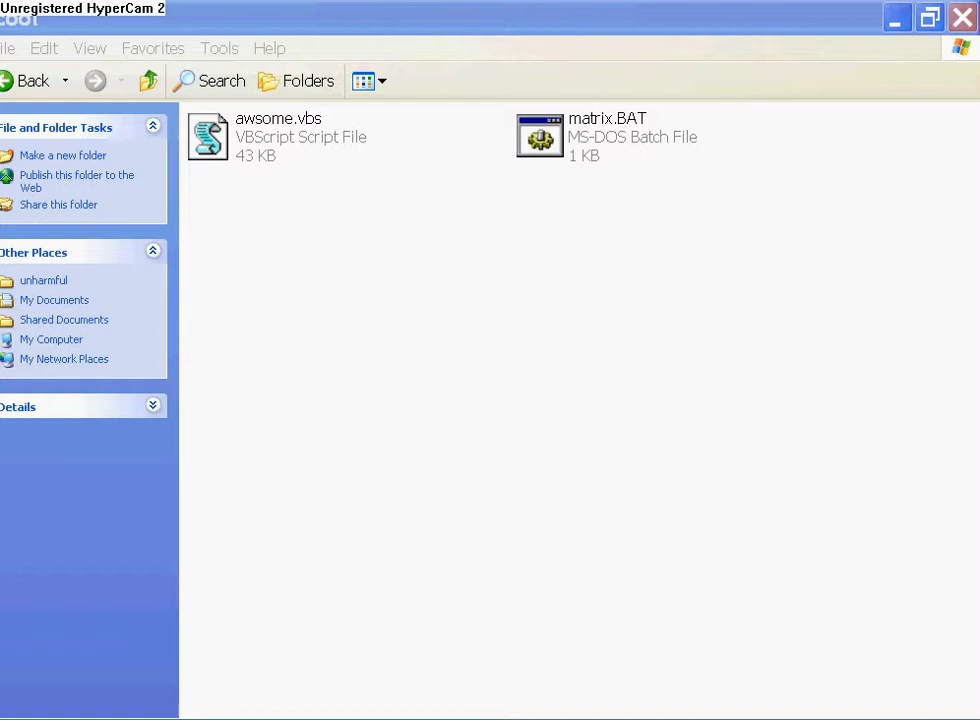 Unregistered HyperCam 2
cool
ile Edit View Favorites Tools Help
Back Search Folders
File and Folder Tasks
Make a new folder
Publish this folder to the
Web
Share this folder
Other Places
unharmful
My Documents
Shared Documents
My Computer
My Network Places
Details
awsome.vbs
VBScript Script File
43 KB
matrix.BAT
MS-DOS Batch File
1 KB